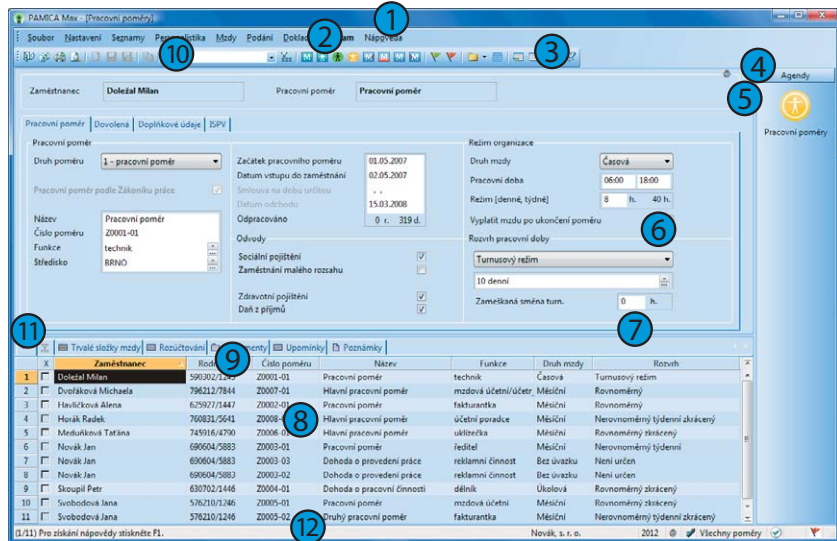 PAMICA Max - [Pracovní poměry]
1
Soubor Nastavení Seznamy Personalistika Mzdy Podání Nápověda
10 2 3
4 Agendy
5
Pracovní poměry
Zaměstnanec Doležal Milan Pracovní poměr Pracovní poměr
Pracovní poměr Dovolená Doplňkové údaje ISPV
Pracovní poměr
Druh poměru 1 - pracovní poměr
Pracovní poměr podle Zákoníku práce
Název Pracovní poměr
Číslo poměru Z0001-01
Funkce technik
Středisko BRNO
Začátek pracovního poměru 01.05.2007
Datum vstupu do zaměstnání 02.05.2007
Smlouva na dobu určitou . .
Datum odchodu 15.03.2008
Odpracováno 0 r. 319 d.
Odvody
Sociální pojištění
Zaměstnání malého rozsahu
Zdravotní pojištění
Daň z příjmů
Režim organizace
Druh mzdy Časová
Pracovní doba 06:00 18:00
Režim [denně, týdně] 8 h. 40 h.
Vyplatit mzdu po ukončení poměru
6
Rozvrh pracovní doby
Turnusový režim
10 denní
Zameškaná směna turn. 0 h.
7
11 Trvalé složky mzdy Rozúčtování Upomínky Poznámky
9
X Zaměstnanec Číslo poměru Název Funkce Druh mzdy Rozvrh
1 Doležal Milan 590302/1245 Z0001-01 Pracovní poměr technik Časová Turnusový režim
2 Dvořáková Michaela 796212/7844 Z0007-01 Hlavní pracovní poměr mzdová účetní/účetr Měsíční Rovnoměrný
3 Havlíčková Alena 625927/1447 Z0002-01 Pracovní poměr fakturantka Měsíční Rovnoměrný
4 Horák Radek 760831/5641 Z0008- Hlavní pracovní poměr účetní poradce Měsíční Nerovnoměrný týdenní zkrácený
8
5 Meduňková Taťána 745916/4790 Z0006-01 Hlavní pracovní poměr uklízečka Měsíční Rovnoměrný zkrácený
6 Novák Jan 690604/5883 Z0003-01 Pracovní poměr ředitel Měsíční Nerovnoměrný týdenní
7 Novák Jan 690604/5883 Z0003-03 Dohoda o provedení práce reklamní činnost Bez úvazku Není určen
8 Novák Jan 690604/5883 Z0003-02 Dohoda o provedení práce reklamní činnost Bez úvazku Není určen
9 Skoupil Petr 630702/1446 Z0004-01 Dohoda o pracovní činnosti dělník Úkolová Rovnoměrný zkrácený
10 Svobodová Jana 576210/1246 Z0005-01 Pracovní poměr mzdová účetní Měsíční Rovnoměrný zkrácený
11 Svobodová Jana 576210/1246 Z0005-02 Druhý pracovní poměr fakturantka Měsíční Nerovnoměrný týdenní zkrácený
12
(1/11) Pro získání nápovědy stiskněte F1. Novák, s. r. o. 2012 Všechny poměry